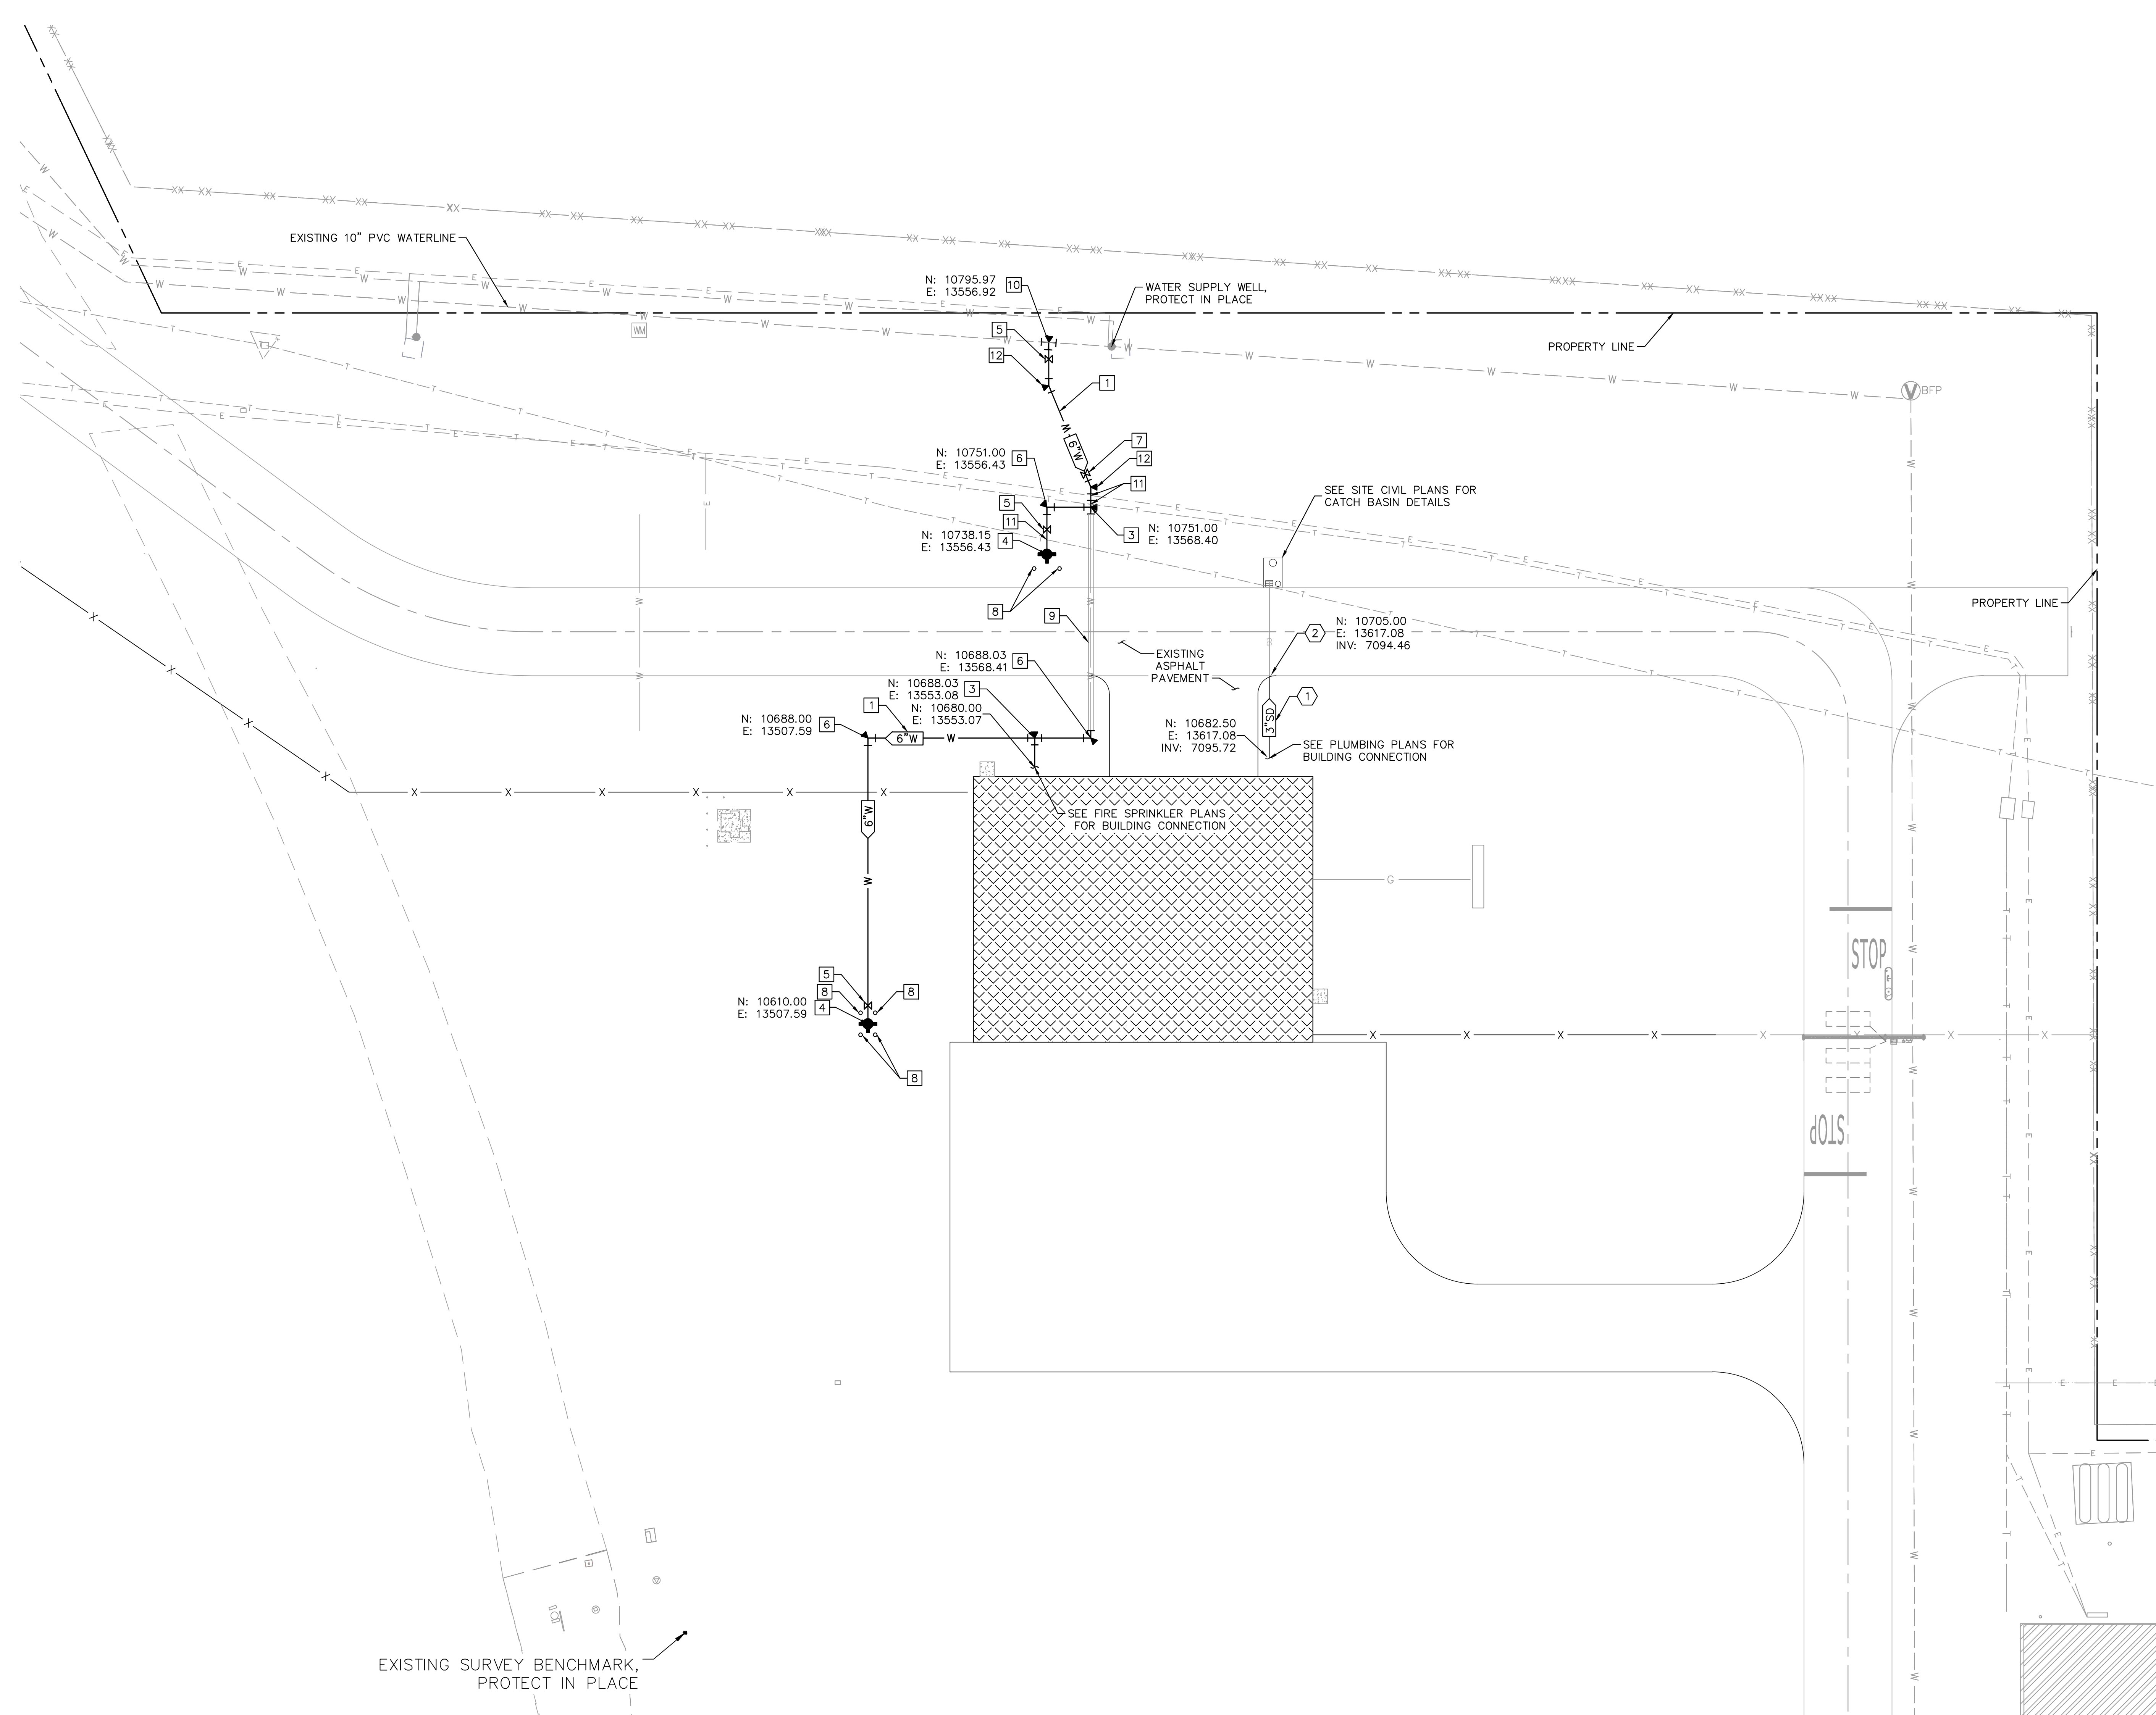 EXISTING 10" PVC WATERLINE
N: 10795.97
E: 13556.92
10
WATER SUPPLY WELL,
PROTECT IN PLACE
WM
5
12
1
PROPERTY LINE
BFP
6"W
W
7
12
N: 10751.00
E: 13556.43
6
11
5
11
N: 10738.15
E: 13556.43
4
3
N: 10751.00
E: 13568.40
SEE SITE CIVIL PLANS FOR
CATCH BASIN DETAILS
8
9
PROPERTY LINE
2
N: 10705.00
E: 13617.08
INV: 7094.46
EXISTING
ASPHALT
PAVEMENT
N: 10688.03
E: 13568.41
6
N: 10688.03
E: 13553.08
3
N: 10680.00
E: 13553.07
1
3"SD
1
N: 10688.00
E: 13507.59
6
6"W
W
N: 10682.50
E: 13617.08
INV: 7095.72
SEE PLUMBING PLANS FOR
BUILDING CONNECTION
SEE FIRE SPRINKLER PLANS
FOR BUILDING CONNECTION
6"W
W
G
STOP
5
8
8
N: 10610.00
E: 13507.59
4
8
STOP
EXISTING SURVEY BENCHMARK,
PROTECT IN PLACE